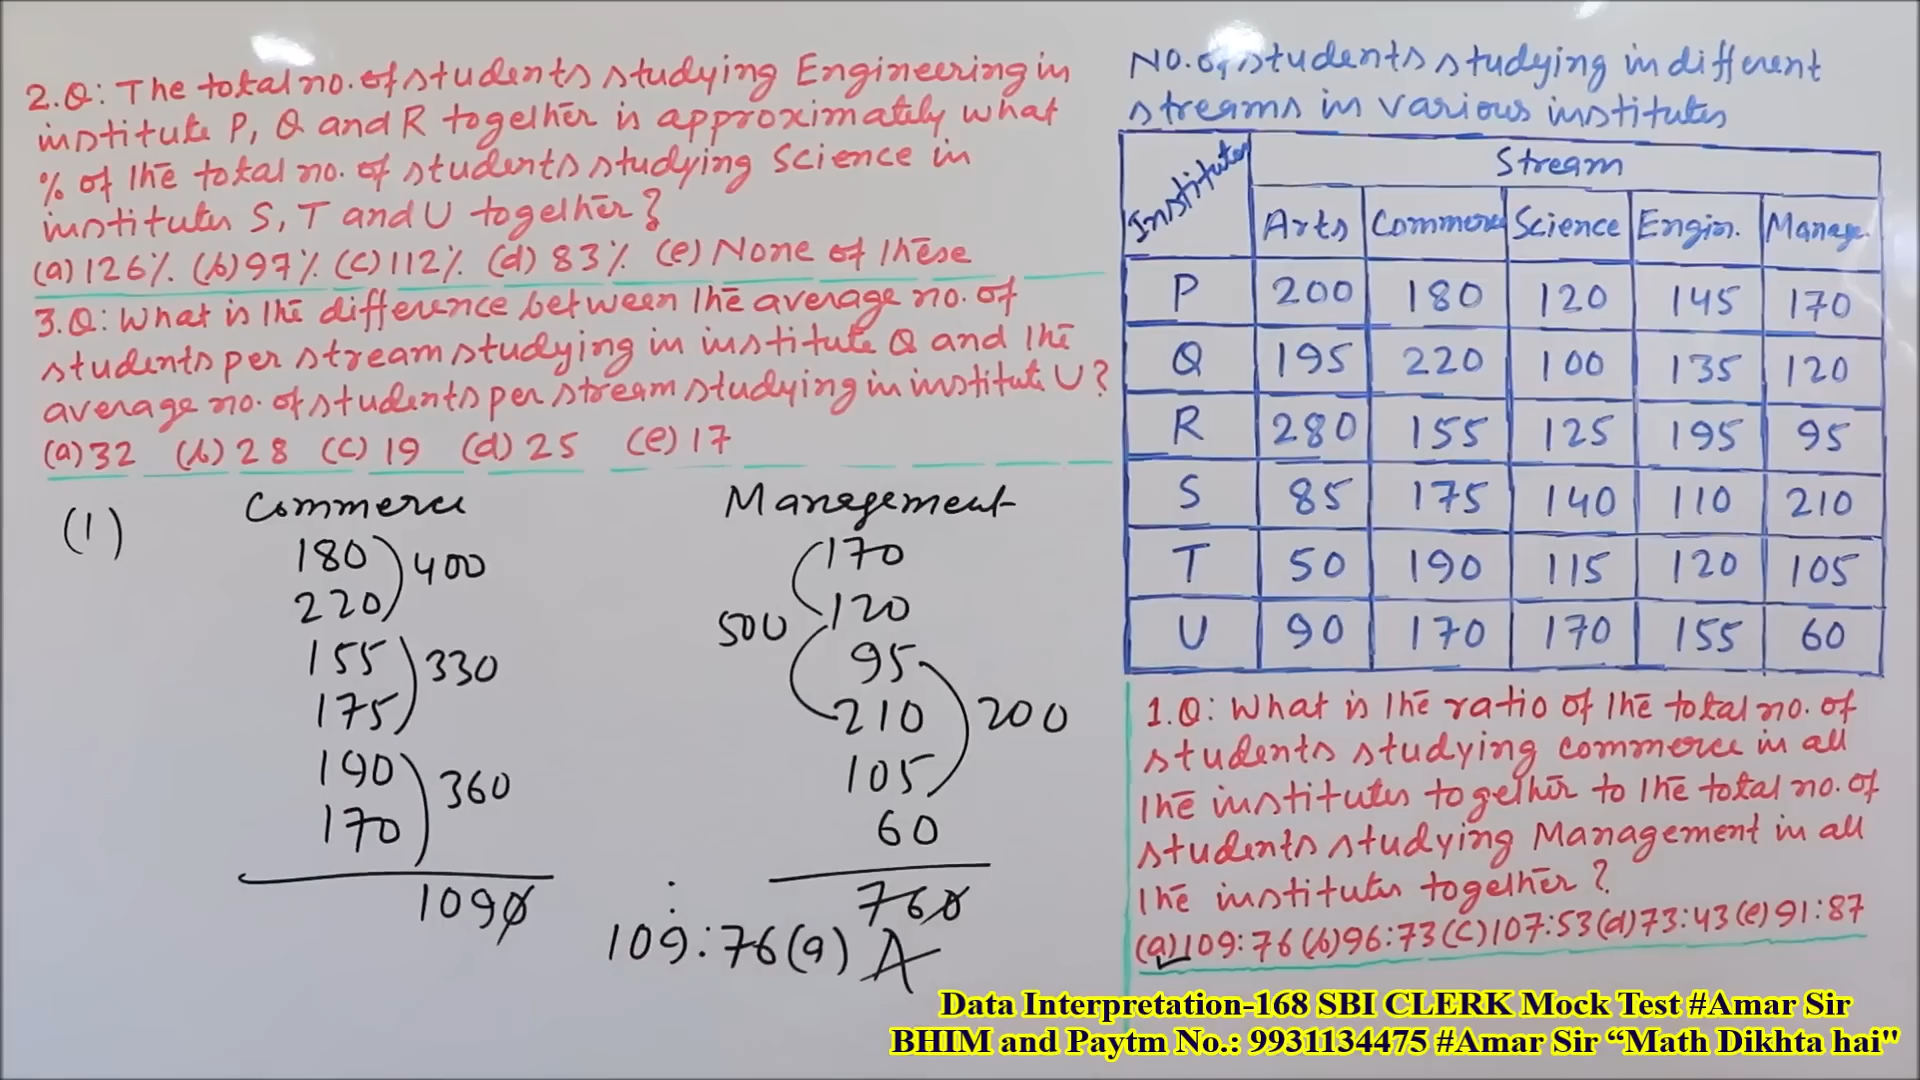 2.Q: The total no. of students studying Engineering in
institute P, Q and R together is approximately what
% of the total no. of students studying Science in
institutes S, T and U together?
(a) 126% (b) 97% (c) 112% (d) 83% (e) None of these
3.Q: What is the difference between the average no. of
students per stream studying in institute Q and the
average no. of students per stream studying in institute U?
(a) 32 (b) 28 (c) 19 (d) 25 (e) 17
(1) Commerce Management
180 400 170
220 120
500
155 330 95
175 210 200
190 360 105
170 60
1090 760
109:76 (a) A
No. of students studying in different
streams in various institutes
Institutes Stream
Arts Commerce Science Engin. Manage.
P 200 180 120 145 170
Q 195 220 100 135 120
R 280 155 125 195 95
S 85 175 140 110 210
T 50 190 115 120 105
U 90 170 170 155 60
1.Q: What is the ratio of the total no. of
students studying commerce in all
the institutes together to the total no. of
students studying Management in all
the institutes together?
(a) 109:76 (b) 96:73 (c) 107:53 (d) 73:43 (e) 91:87
Data Interpretation-168 SBI CLERK Mock Test #Amar Sir
BHIM and Paytm No.: 9931134475 #Amar Sir “Math Dikhta hai"